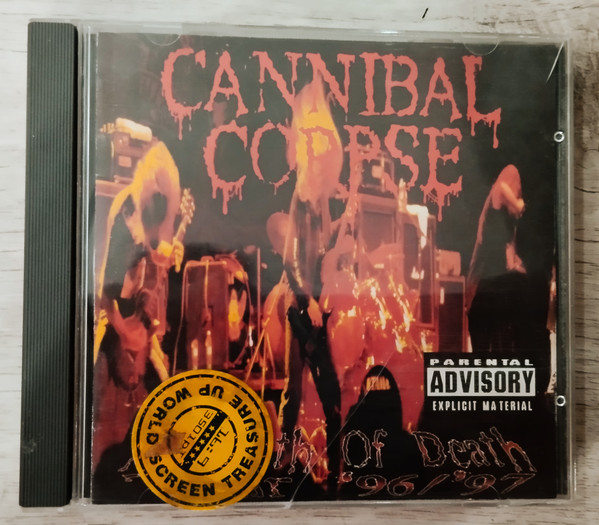 CANNIBAL
CORPSE
PARENTAL
ADVISORY
EXPLICIT MATERIAL
Of Death
'96/'97
SCREEN TREASURE UP WORLD